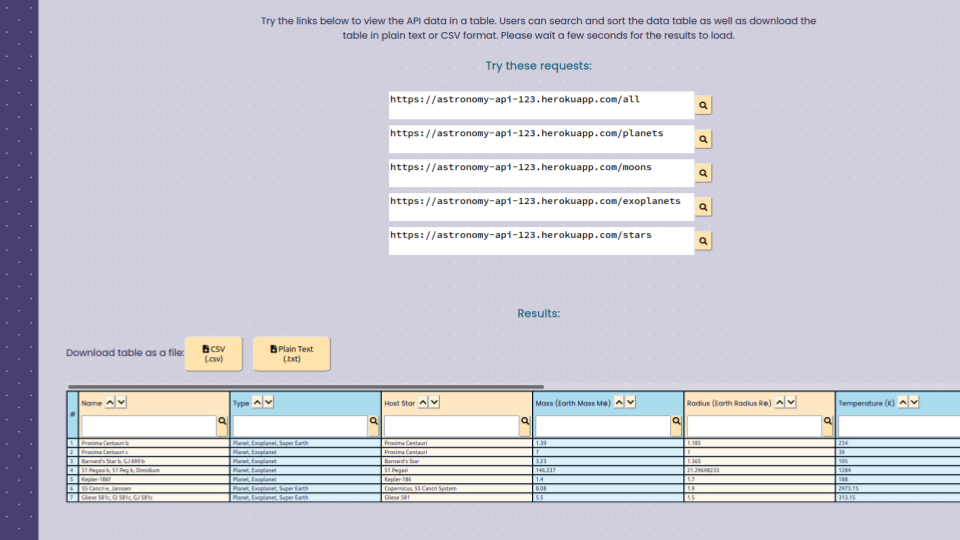 Try the links below to view the API data in a table. Users can search and sort the data table as well as download the
table in plain text or CSV format. Please wait a few seconds for the results to load.
Try these requests:
https://astronomy-api-123.herokuapp.com/all
https://astronomy-api-123.herokuapp.com/planets
https://astronomy-api-123.herokuapp.com/moons
https://astronomy-api-123.herokuapp.com/exoplanets
https://astronomy-api-123.herokuapp.com/stars
Results:
Download table as a file: CSV (.csv) Plain Text (.txt)
# Name Type Host Star Mass (Earth Mass M⊕) Radius (Earth Radius R⊕) Temperature (K)
1 Proxima Centauri b Planet, Exoplanet, Super Earth Proxima Centauri 1.39 1.185 234
2 Proxima Centauri c Planet, Exoplanet Proxima Centauri 7 1 39
3 Barnard's Star b, GJ 699 b Planet, Exoplanet, Super Earth Barnard's Star 3.23 1.365 105
4 51 Pegasi b, 51 Peg b, Dimidium Planet, Exoplanet 51 Pegasi 146.237 21.29698233 1284
5 Kepler-186f Planet, Exoplanet Kepler-186 1.4 1.7 188
6 55 Cancri e, Janssen Planet, Exoplanet, Super Earth Copernicus, 55 Cancri System 8.08 1.9 2973.15
7 Gliese 581c, Gl 581c, GJ 581c Planet, Exoplanet, Super Earth Gliese 581 5.5 1.5 313.15